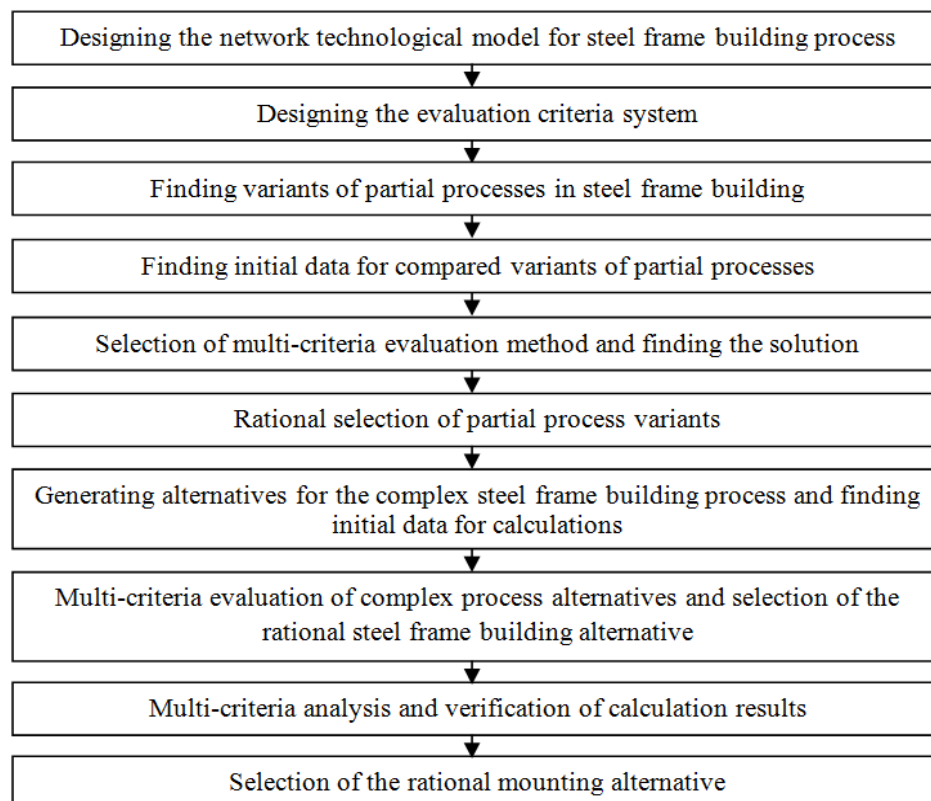 Designing the network technological model for steel frame building process
Designing the evaluation criteria system
Finding variants of partial processes in steel frame building
Finding initial data for compared variants of partial processes
Selection of multi-criteria evaluation method and finding the solution
Rational selection of partial process variants
Generating alternatives for the complex steel frame building process and finding
initial data for calculations
Multi-criteria evaluation of complex process alternatives and selection of the
rational steel frame building alternative
Multi-criteria analysis and verification of calculation results
Selection of the rational mounting alternative